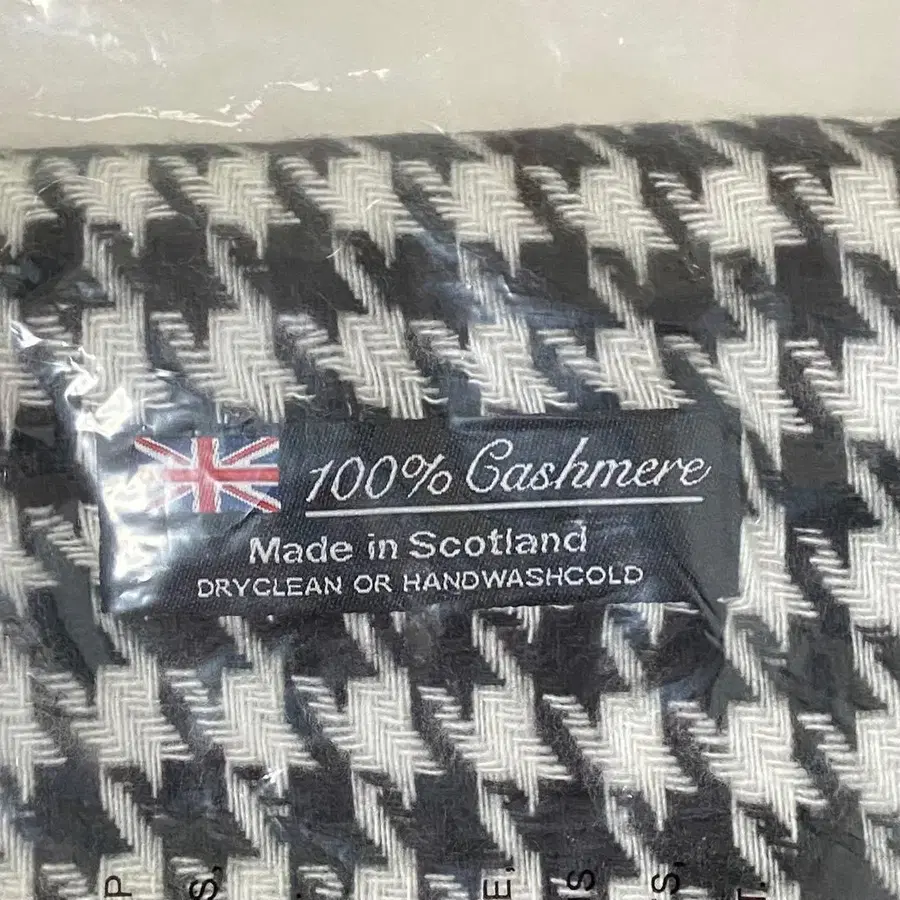 100% Cashmere
Made in Scotland
DRYCLEAN OR HANDWASHCOLD